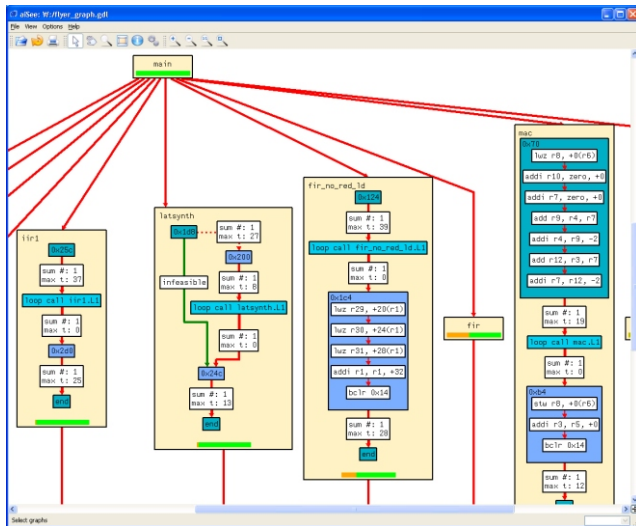 aiSee: W:/flyer_graph.gdl
File View Options Help
main
iir1
0x25c
sum #: 1
max t: 37
loop call iir1.L1
sum #: 1
max t: 0
0x2d8
sum #: 1
max t: 25
end
latsynth
0x1d8
sum #: 1
max t: 27
0x200
infeasible
sum #: 1
max t: 8
loop call latsynth.L1
sum #: 1
max t: 0
0x24c
sum #: 1
max t: 13
end
fir_no_red_ld
0x124
sum #: 1
max t: 39
loop call fir_no_red_ld.L1
sum #: 1
max t: 0
0x1c4
lwz r29, +20(r1)
lwz r30, +24(r1)
lwz r31, +28(r1)
addi r1, r1, +32
bclr 0x14
sum #: 1
max t: 28
end
fir
mac
0x70
lwz r8, +0(r6)
addi r10, zero, +0
addi r7, zero, +0
add r9, r4, r7
addi r4, r9, -2
add r12, r3, r7
addi r7, r12, -2
sum #: 1
max t: 19
loop call mac.L1
sum #: 1
max t: 0
0xb4
stw r8, +0(r6)
addi r3, r5, +0
bclr 0x14
sum #: 1
max t: 12
Select graphs